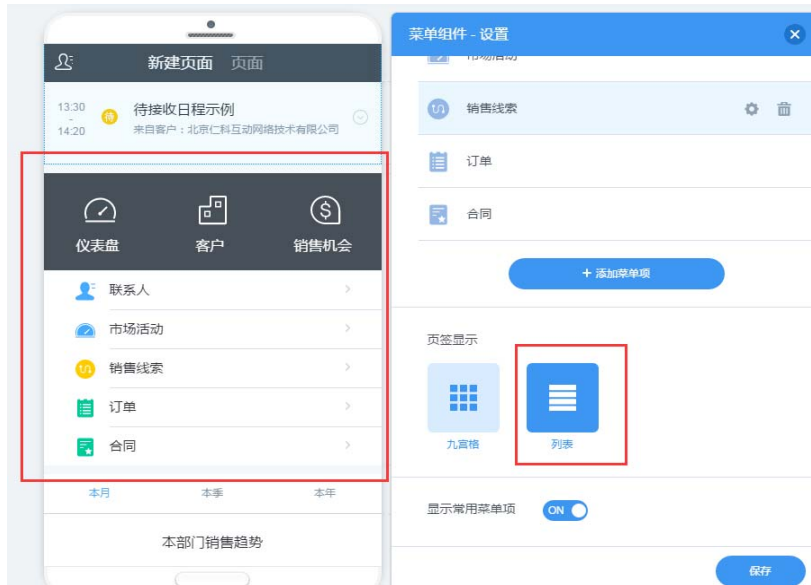 新建页面 页面
13:30
-
14:20
待
待接收日程示例
来自客户：北京仁科互动网络技术有限公司
仪表盘 客户 销售机会
联系人
市场活动
销售线索
订单
合同
本月 本季 本年
本部门销售趋势
菜单组件 - 设置
市场活动
销售线索
订单
合同
+ 添加菜单项
页签显示
九宫格 列表
显示常用菜单项 ON
保存